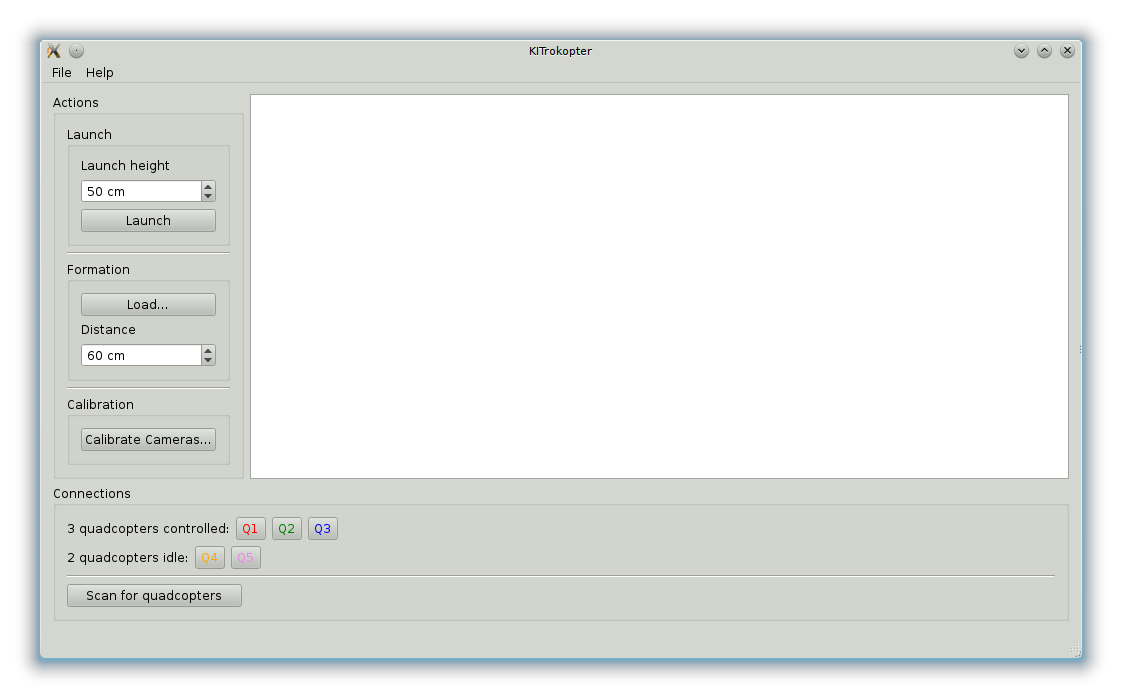 KITrokopter
File Help
Actions
Launch
Launch height
50 cm
Launch
Formation
Load...
Distance
60 cm
Calibration
Calibrate Cameras...
Connections
3 quadcopters controlled: Q1 Q2 Q3
2 quadcopters idle: Q4 Q5
Scan for quadcopters